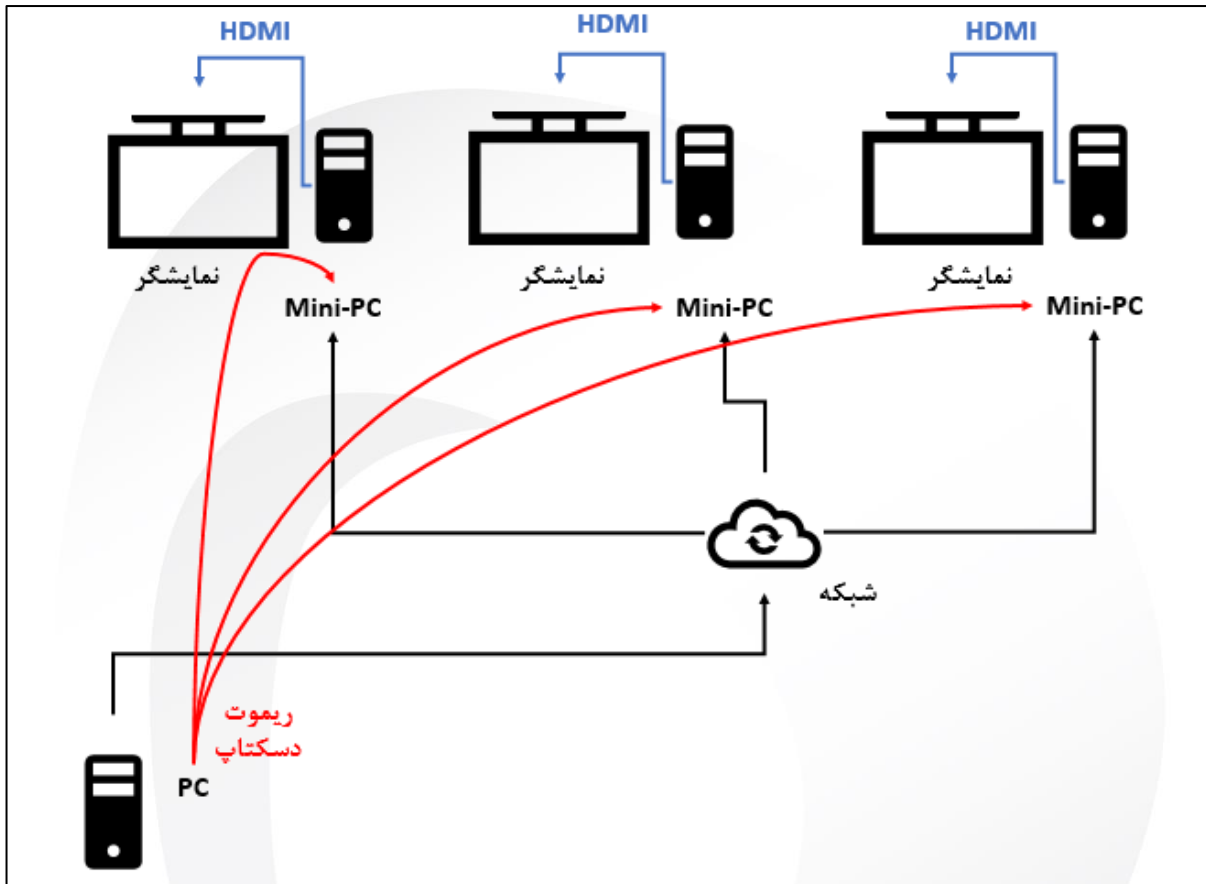 HDMI
HDMI
HDMI
نمایشگر
نمایشگر
نمایشگر
Mini-PC
Mini-PC
Mini-PC
شبکه
ریموت
دسکتاپ
PC